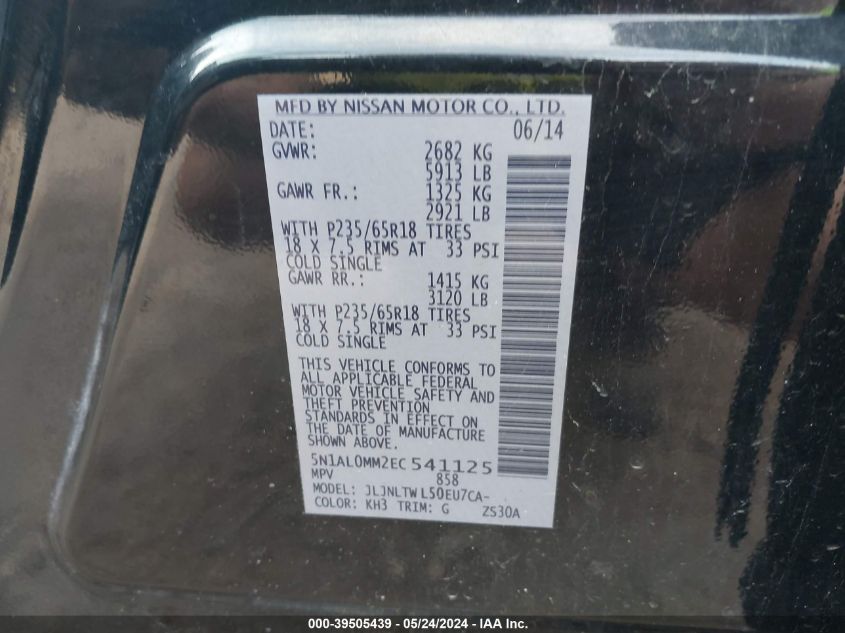 MFD BY NISSAN MOTOR CO., LTD.
DATE: 06/14
GVWR: 2682 KG
5913 LB
GAWR FR.: 1325 KG
2921 LB
WITH P235/65R18 TIRES
18 X 7.5 RIMS AT 33 PSI
COLD SINGLE
GAWR RR.: 1415 KG
3120 LB
WITH P235/65R18 TIRES
18 X 7.5 RIMS AT 33 PSI
COLD SINGLE
THIS VEHICLE CONFORMS TO
ALL APPLICABLE FEDERAL
MOTOR VEHICLE SAFETY AND
THEFT PREVENTION
STANDARDS IN EFFECT ON
THE DATE OF MANUFACTURE
SHOWN ABOVE.
5N1AL0MM2EC 541125
MPV 858
MODEL: JLJNLTW L50EU7CA-
COLOR: KH3 TRIM: G ZS30A
000-39505439 - 05/24/2024 - IAA Inc.